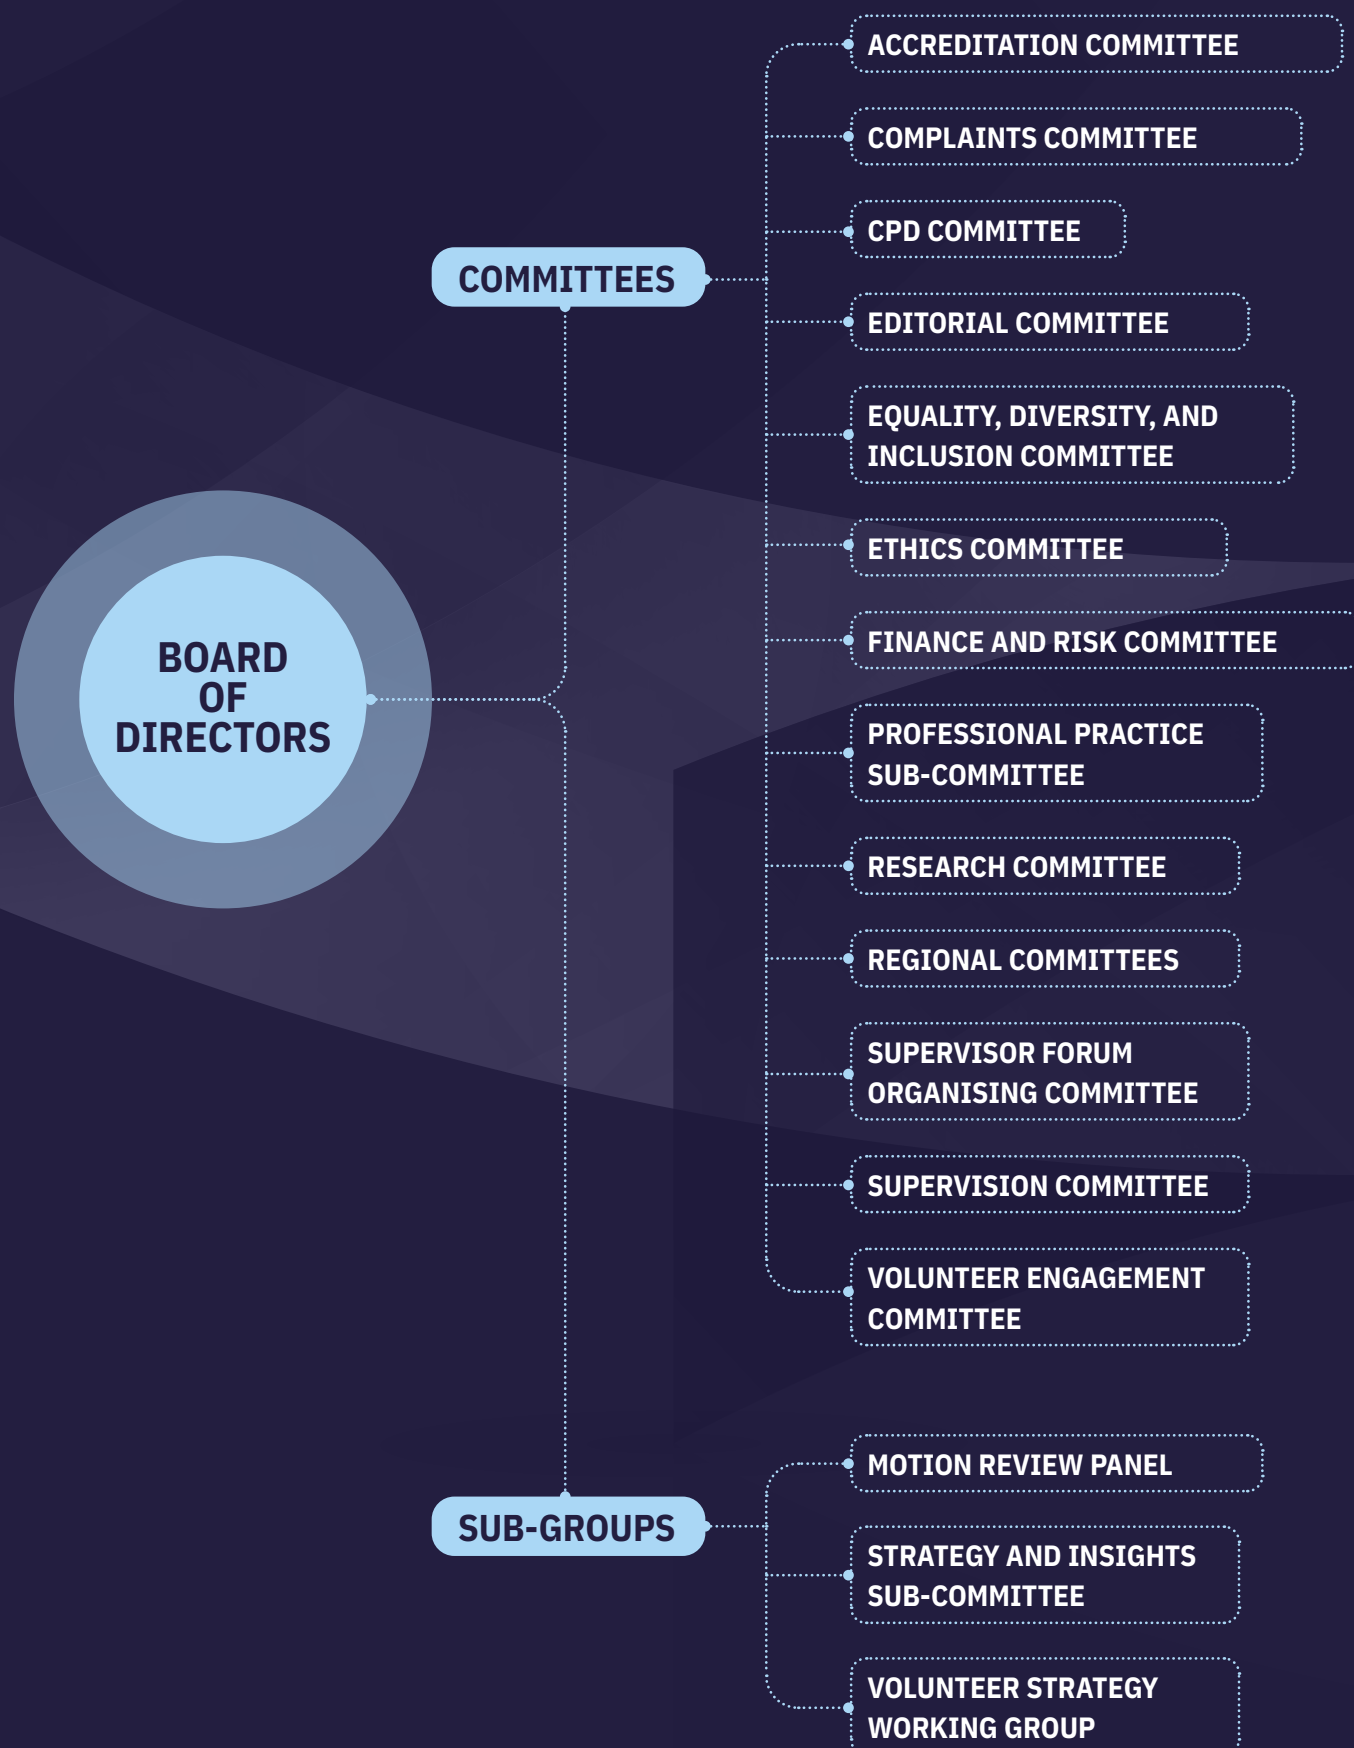 BOARD
OF
DIRECTORS
COMMITTEES
ACCREDITATION COMMITTEE
COMPLAINTS COMMITTEE
CPD COMMITTEE
EDITORIAL COMMITTEE
EQUALITY, DIVERSITY, AND
INCLUSION COMMITTEE
ETHICS COMMITTEE
FINANCE AND RISK COMMITTEE
PROFESSIONAL PRACTICE
SUB-COMMITTEE
RESEARCH COMMITTEE
REGIONAL COMMITTEES
SUPERVISOR FORUM
ORGANISING COMMITTEE
SUPERVISION COMMITTEE
VOLUNTEER ENGAGEMENT
COMMITTEE
SUB-GROUPS
MOTION REVIEW PANEL
STRATEGY AND INSIGHTS
SUB-COMMITTEE
VOLUNTEER STRATEGY
WORKING GROUP